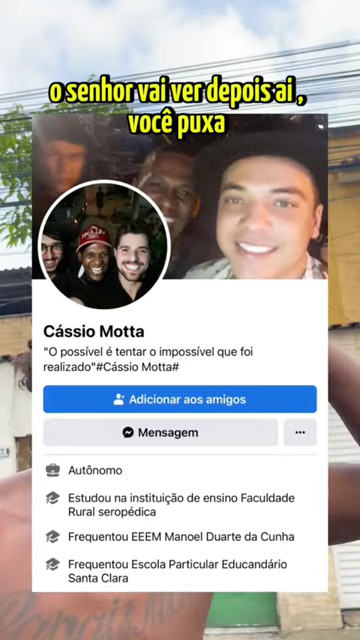 o senhor vai ver depois ai ,
você puxa
Cássio Motta
"O possível é tentar o impossível que foi
realizado"#Cássio Motta#
Adicionar aos amigos
Mensagem
Autônomo
Estudou na instituição de ensino Faculdade
Rural seropédica
Frequentou EEEM Manoel Duarte da Cunha
Frequentou Escola Particular Educandário
Santa Clara